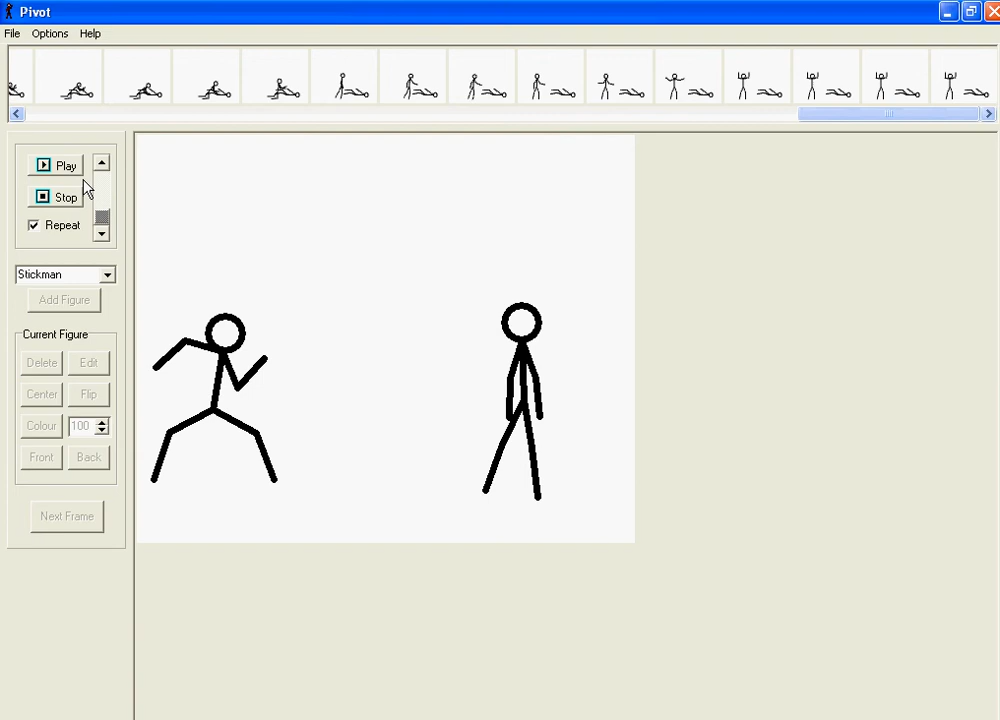 Pivot
File Options Help
Play
Stop
Repeat
Stickman
Add Figure
Current Figure
Delete Edit
Center Flip
Colour 100
Front Back
Next Frame